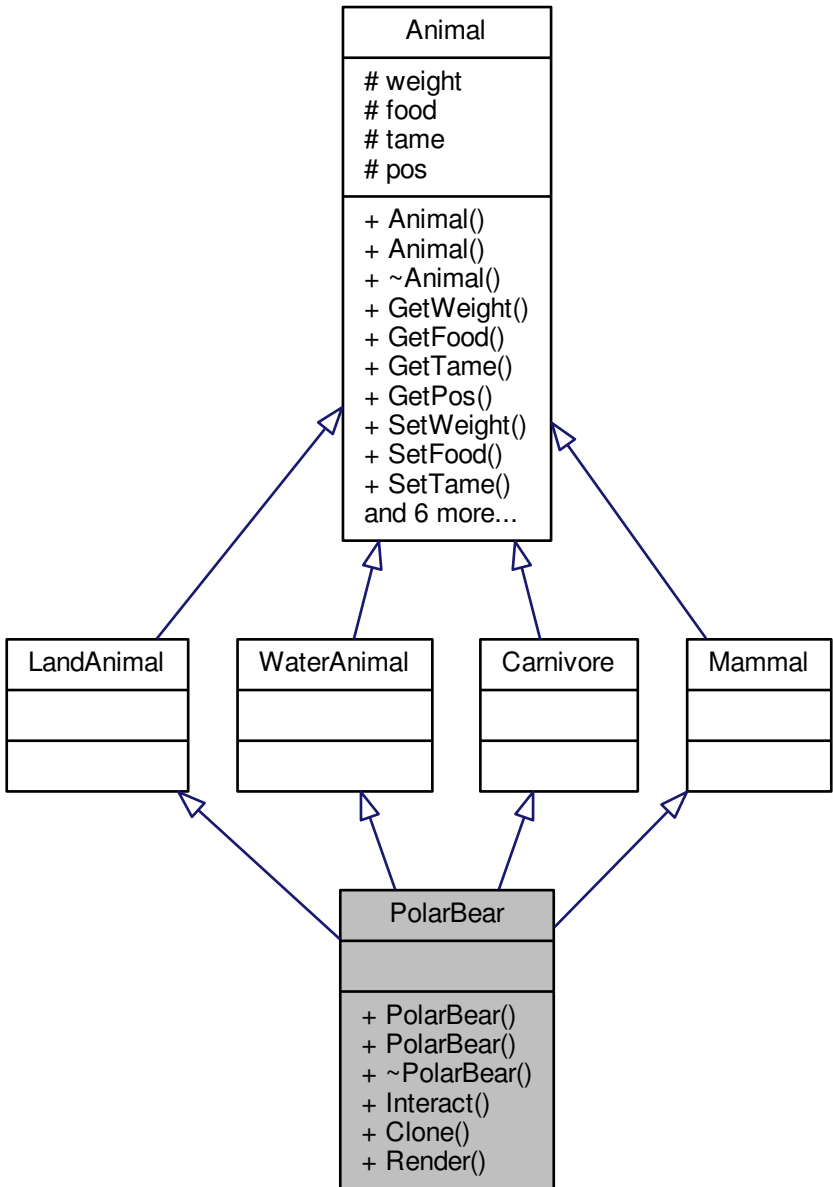 Animal
# weight
# food
# tame
# pos
+ Animal()
+ Animal()
+ ~Animal()
+ GetWeight()
+ GetFood()
+ GetTame()
+ GetPos()
+ SetWeight()
+ SetFood()
+ SetTame()
and 6 more...
LandAnimal
WaterAnimal
Carnivore
Mammal
PolarBear
+ PolarBear()
+ PolarBear()
+ ~PolarBear()
+ Interact()
+ Clone()
+ Render()